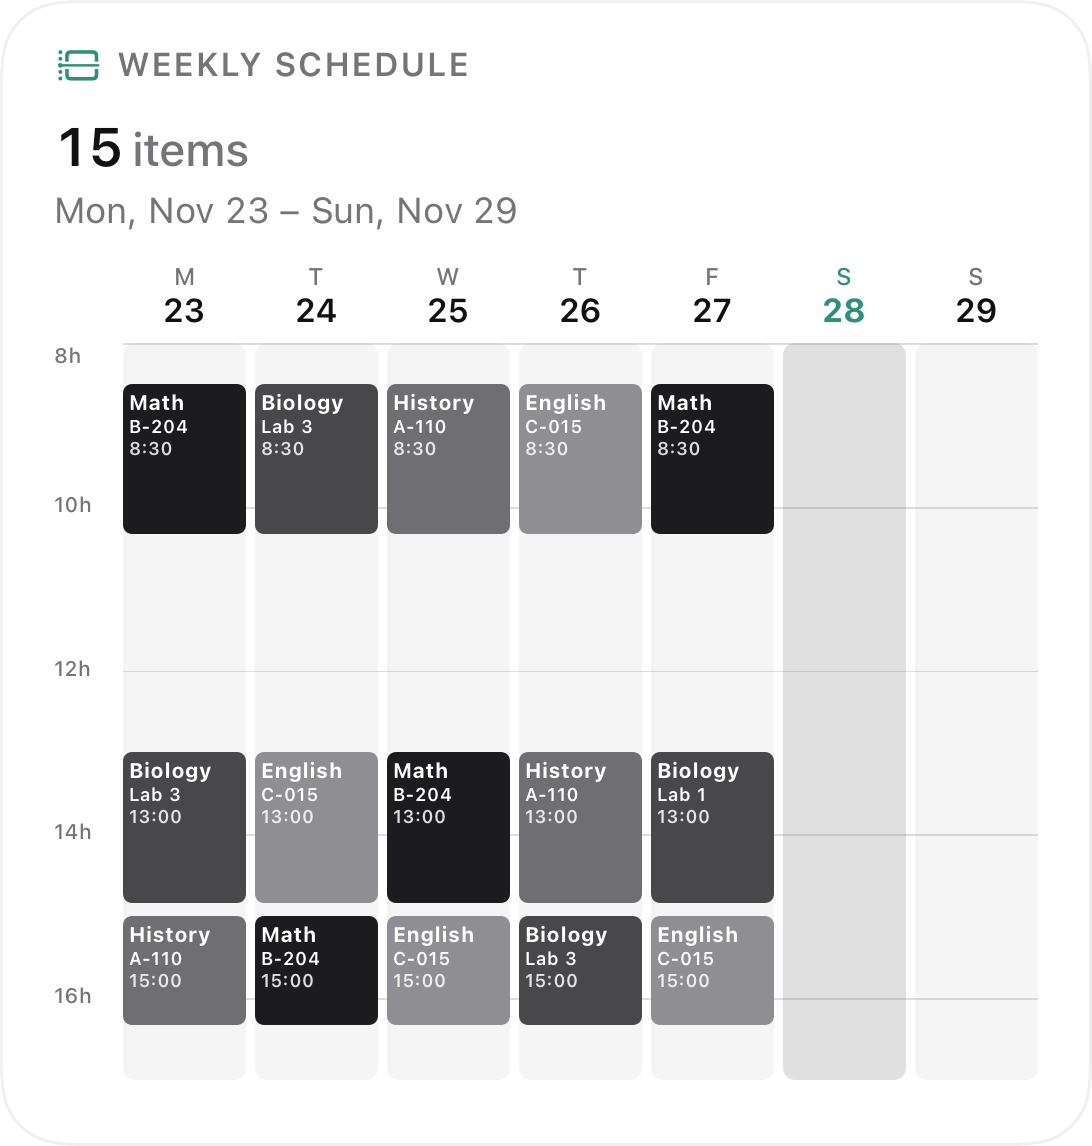 WEEKLY SCHEDULE
15 items
Mon, Nov 23 – Sun, Nov 29
M T W T F S S
23 24 25 26 27 28 29
8h
Math
B-204
8:30
Biology
Lab 3
8:30
History
A-110
8:30
English
C-015
8:30
Math
B-204
8:30
10h
12h
Biology
Lab 3
13:00
English
C-015
13:00
Math
B-204
13:00
History
A-110
13:00
Biology
Lab 1
13:00
14h
History
A-110
15:00
Math
B-204
15:00
English
C-015
15:00
Biology
Lab 3
15:00
English
C-015
15:00
16h